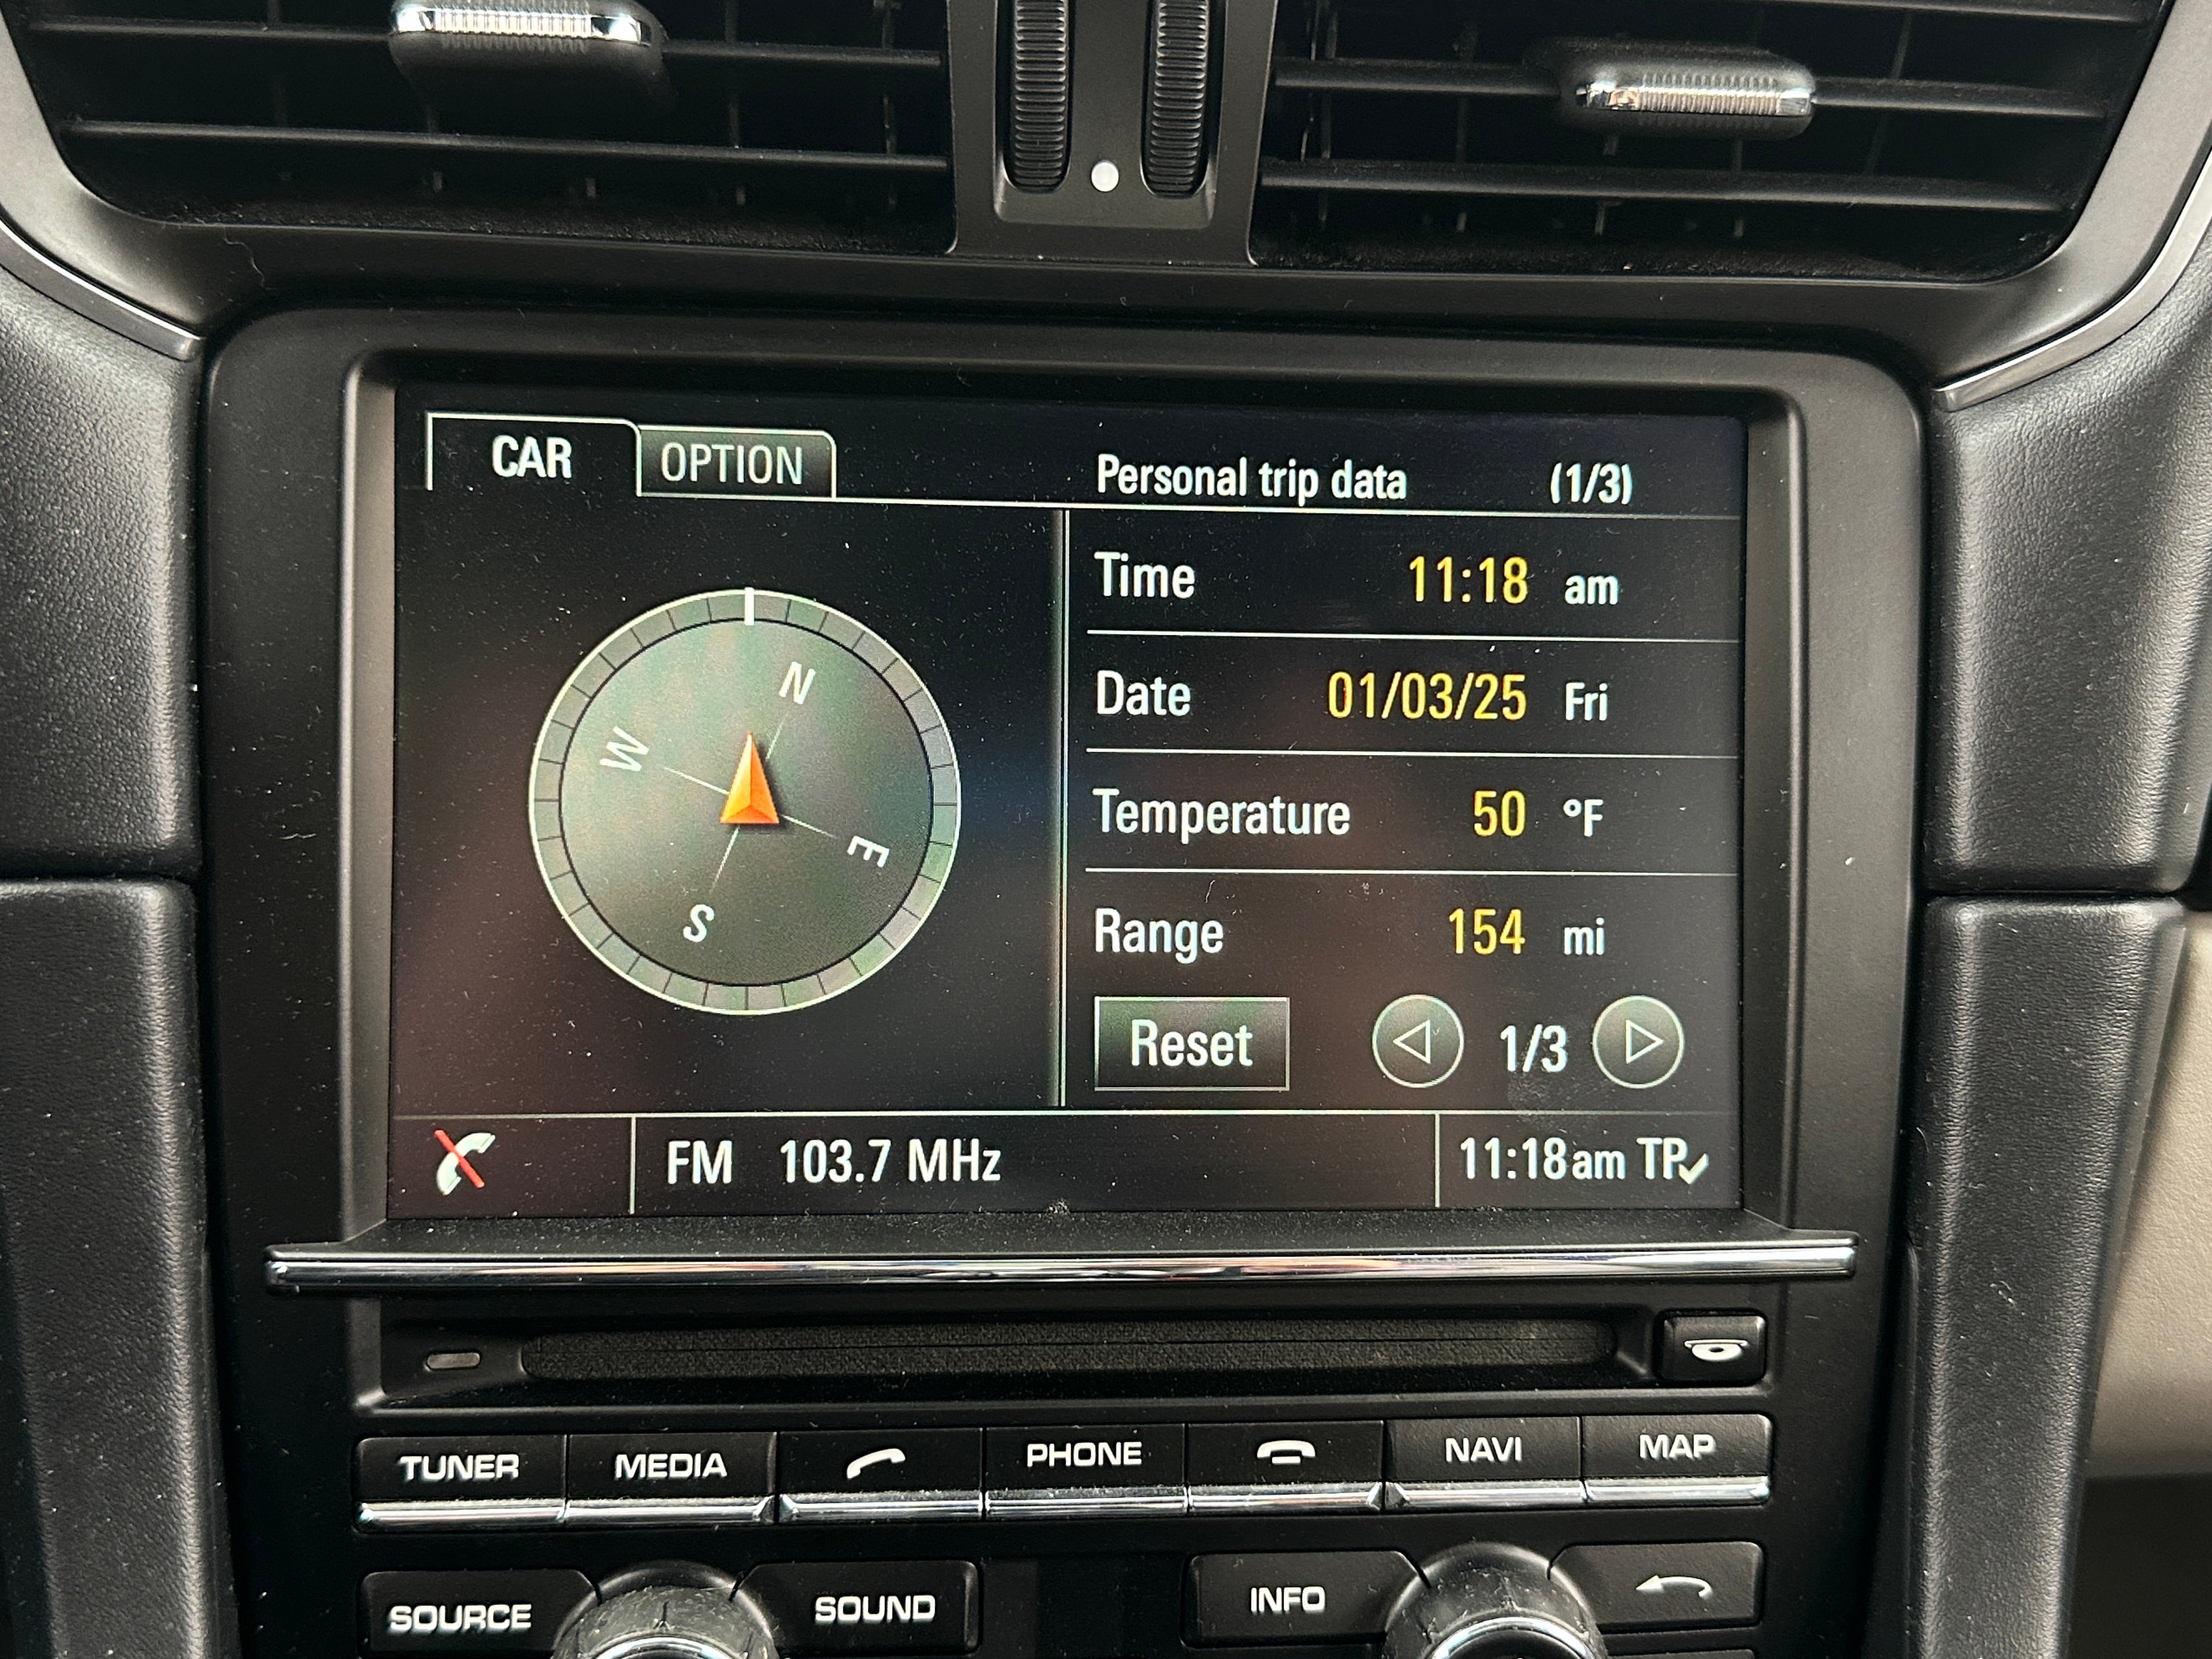 CAR OPTION Personal trip data (1/3)
Time 11:18 am
Date 01/03/25 Fri
Temperature 50 °F
Range 154 mi
Reset 1/3
N
W
E
S
FM 103.7 MHz 11:18am TP
TUNER MEDIA PHONE NAVI MAP
SOURCE SOUND INFO